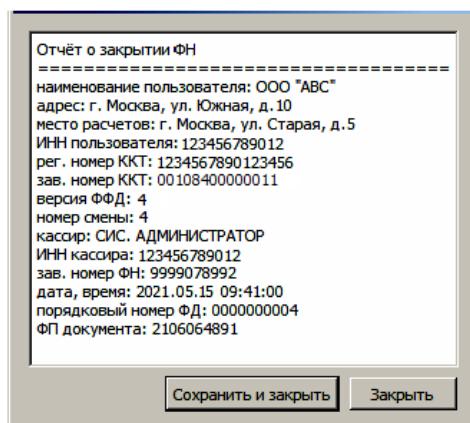 Отчёт о закрытии ФН
=====================================
наименование пользователя: ООО "АВС"
адрес: г. Москва, ул. Южная, д.10
место расчетов: г. Москва, ул. Старая, д.5
ИНН пользователя: 123456789012
рег. номер ККТ: 1234567890123456
зав. номер ККТ: 00108400000011
версия ФФД: 4
номер смены: 4
кассир: СИС. АДМИНИСТРАТОР
ИНН кассира: 123456789012
зав. номер ФН: 9999078992
дата, время: 2021.05.15 09:41:00
порядковый номер ФД: 0000000004
ФП документа: 2106064891
Сохранить и закрыть Закрыть